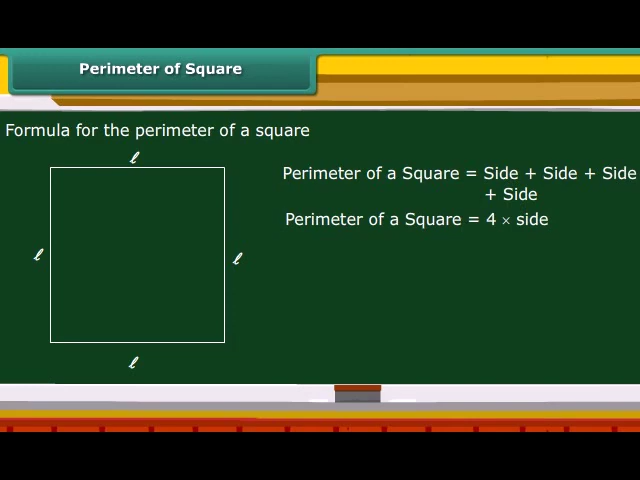 Perimeter of Square
Formula for the perimeter of a square
ℓ
Perimeter of a Square = Side + Side + Side
+ Side
Perimeter of a Square = 4 × side
ℓ
ℓ
ℓ